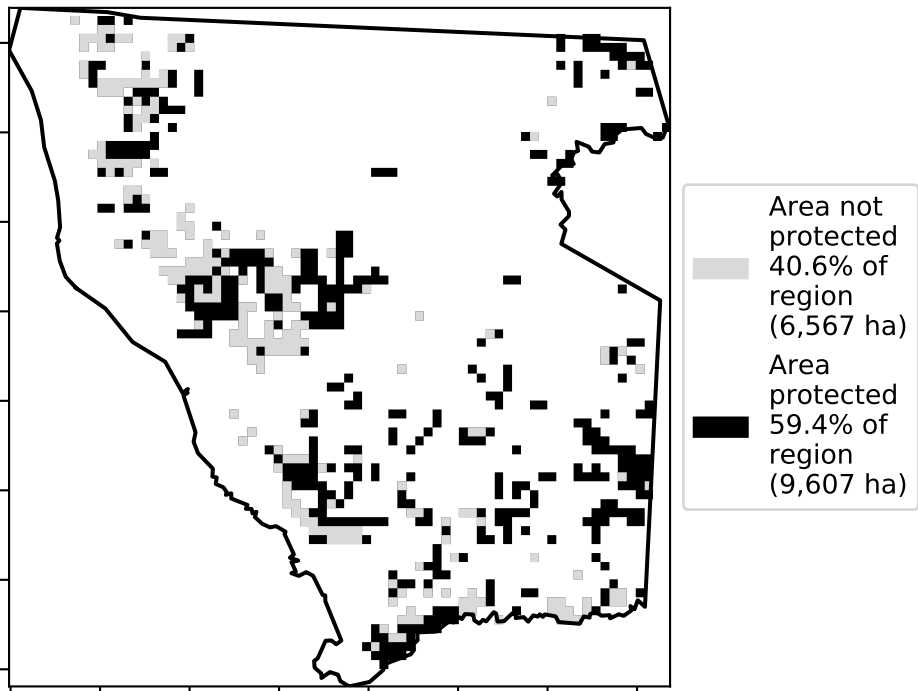 Area not
protected
40.6% of
region
(6,567 ha)
Area
protected
59.4% of
region
(9,607 ha)